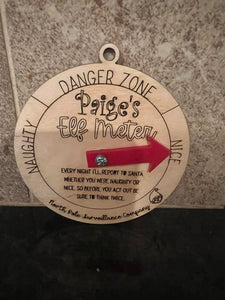 DANGER ZONE
NAUGHTY
NICE
Paige's
Elf Meter
EVERY NIGHT I'LL REPORT TO SANTA
WHETHER YOU WERE NAUGHTY OR
NICE, SO BEFORE YOU ACT OUT BE
SURE TO THINK TWICE.
North Pole Surveillance Company